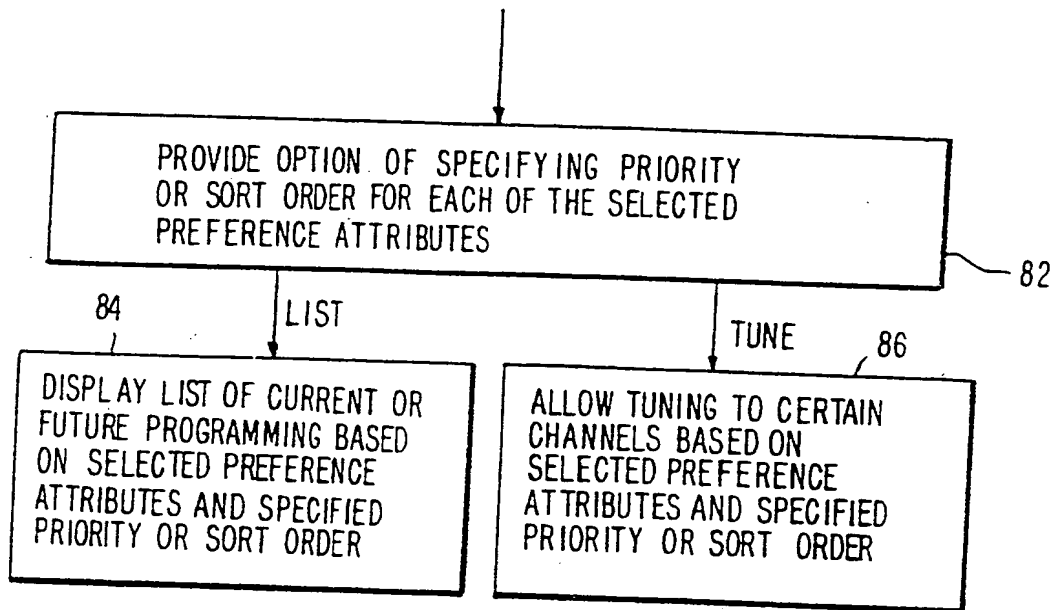 PROVIDE OPTION OF SPECIFYING PRIORITY
OR SORT ORDER FOR EACH OF THE SELECTED
PREFERENCE ATTRIBUTES
82
LIST
TUNE
84
86
DISPLAY LIST OF CURRENT OR
FUTURE PROGRAMMING BASED
ON SELECTED PREFERENCE
ATTRIBUTES AND SPECIFIED
PRIORITY OR SORT ORDER
ALLOW TUNING TO CERTAIN
CHANNELS BASED ON
SELECTED PREFERENCE
ATTRIBUTES AND SPECIFIED
PRIORITY OR SORT ORDER